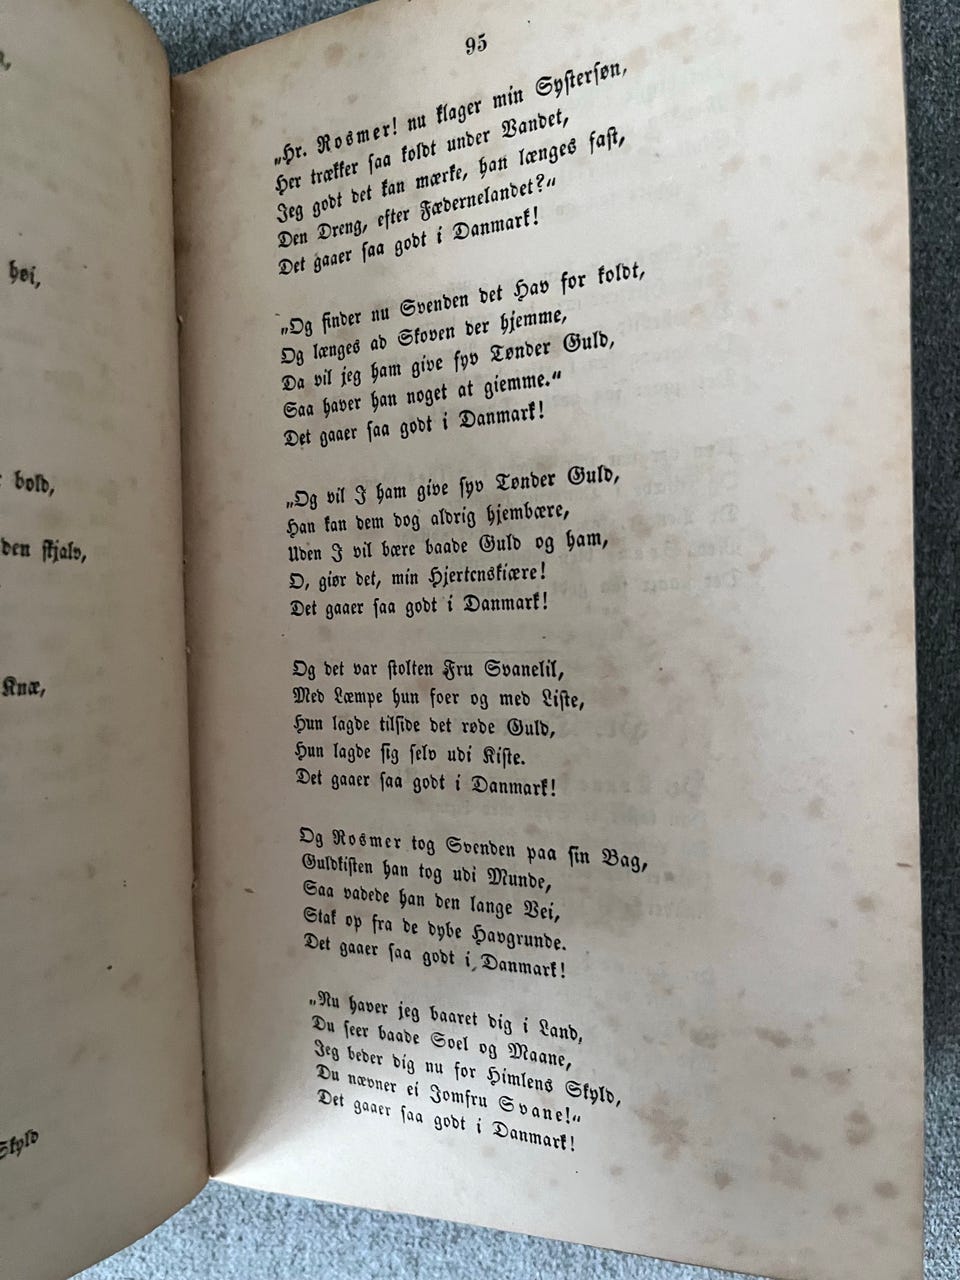 høi,
bold,
den skjalv,
Knæ,
Skyld
95
„Hr. Rosmer! nu klager min Systersøn,
Her trækker saa koldt under Vandet,
Jeg godt det kan mærke, han længes fast,
Den Dreng, efter Fædernelandet?“
Det gaaer saa godt i Danmark!
„Og finder nu Svenden det Hav for koldt,
Og længes ad Skoven der hjemme,
Da vil jeg ham give syv Tønder Guld,
Saa haver han noget at giemme.“
Det gaaer saa godt i Danmark!
„Og vil I ham give syv Tønder Guld,
Han kan dem dog aldrig hjembære,
Uden I vil bære baade Guld og ham,
O, giør det, min Hjertenskiære!
Det gaaer saa godt i Danmark!
Og det var stolten Fru Svanelil,
Med Læmpe hun foer og med Liste,
Hun lagde tilside det røde Guld,
Hun lagde sig selv udi Kiste.
Det gaaer saa godt i Danmark!
Og Rosmer tog Svenden paa sin Bag,
Guldkisten han tog udi Munde,
Saa vadede han den lange Vei,
Stak op fra de dybe Havgrunde.
Det gaaer saa godt i Danmark!
„Nu haver jeg baaret dig i Land,
Du seer baade Soel og Maane,
Jeg beder dig nu for Himlens Skyld,
Du nævner ei Jomfru Svane!“
Det gaaer saa godt i Danmark!